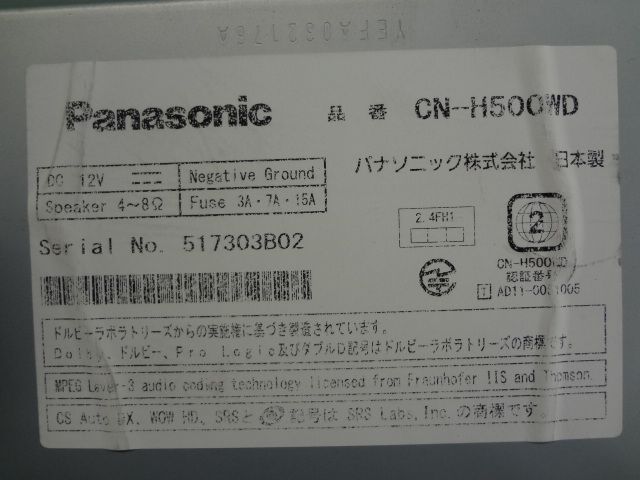 YEFA032176A
Panasonic 品番 CN-H500WD
DC 12V
Negative Ground
パナソニック株式会社 日本製
Speaker 4~8Ω
Fuse 3A・7A・15A
2.4FH1
2
Serial No. 517303B02
CN-H500WD
認証番号
T AD11-0081005
ドルビーラボラトリーズからの実施権に基づき製造されています。
Dolby、ドルビー、Pro Logic及びダブルD記号はドルビーラボラトリーズの商標です。
MPEG Layer-3 audio coding technology licensed from Fraunhofer IIS and Thomson.
CS Auto EX、WOW HD、SRSと 記号は SRS Labs, Inc. の商標です。